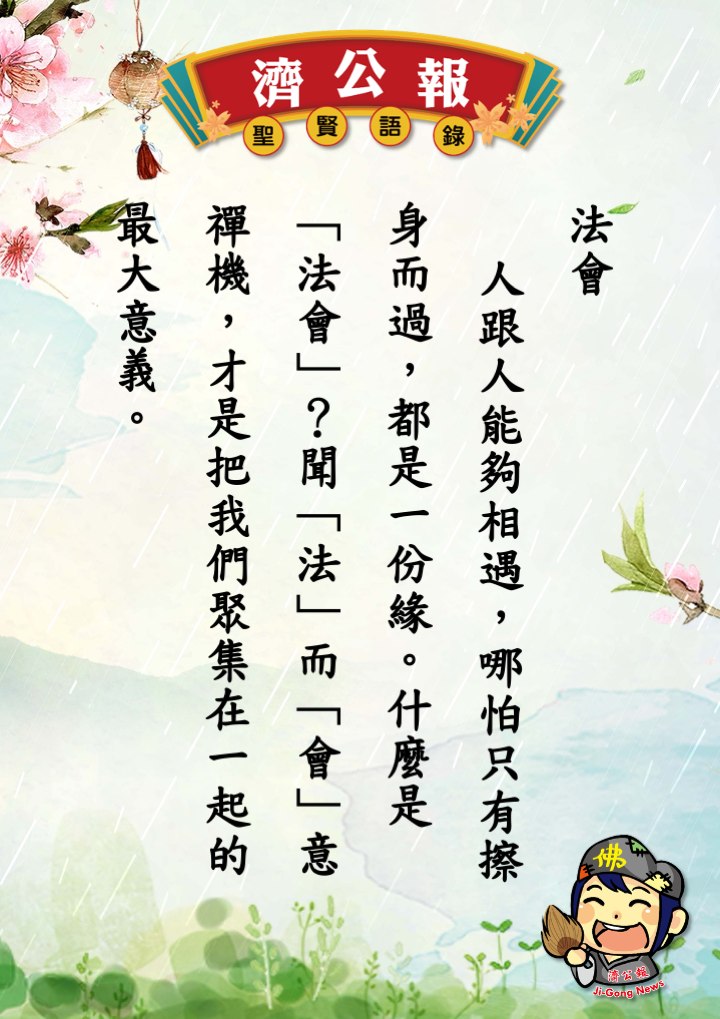 濟公報
聖賢語錄
法會
人跟人能夠相遇，哪怕只有擦
身而過，都是一份緣。什麼是
「法會」？聞「法」而「會」意
禪機，才是把我們聚集在一起的
最大意義。
佛
濟公報
Ji-Gong News